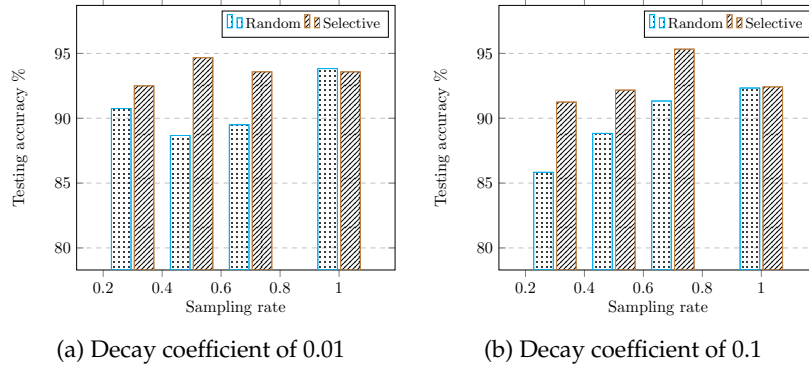 Random Selective
95
90
85
80
Testing accuracy %
0.2 0.4 0.6 0.8 1
Sampling rate
(a) Decay coefficient of 0.01
Random Selective
95
90
85
80
Testing accuracy %
0.2 0.4 0.6 0.8 1
Sampling rate
(b) Decay coefficient of 0.1